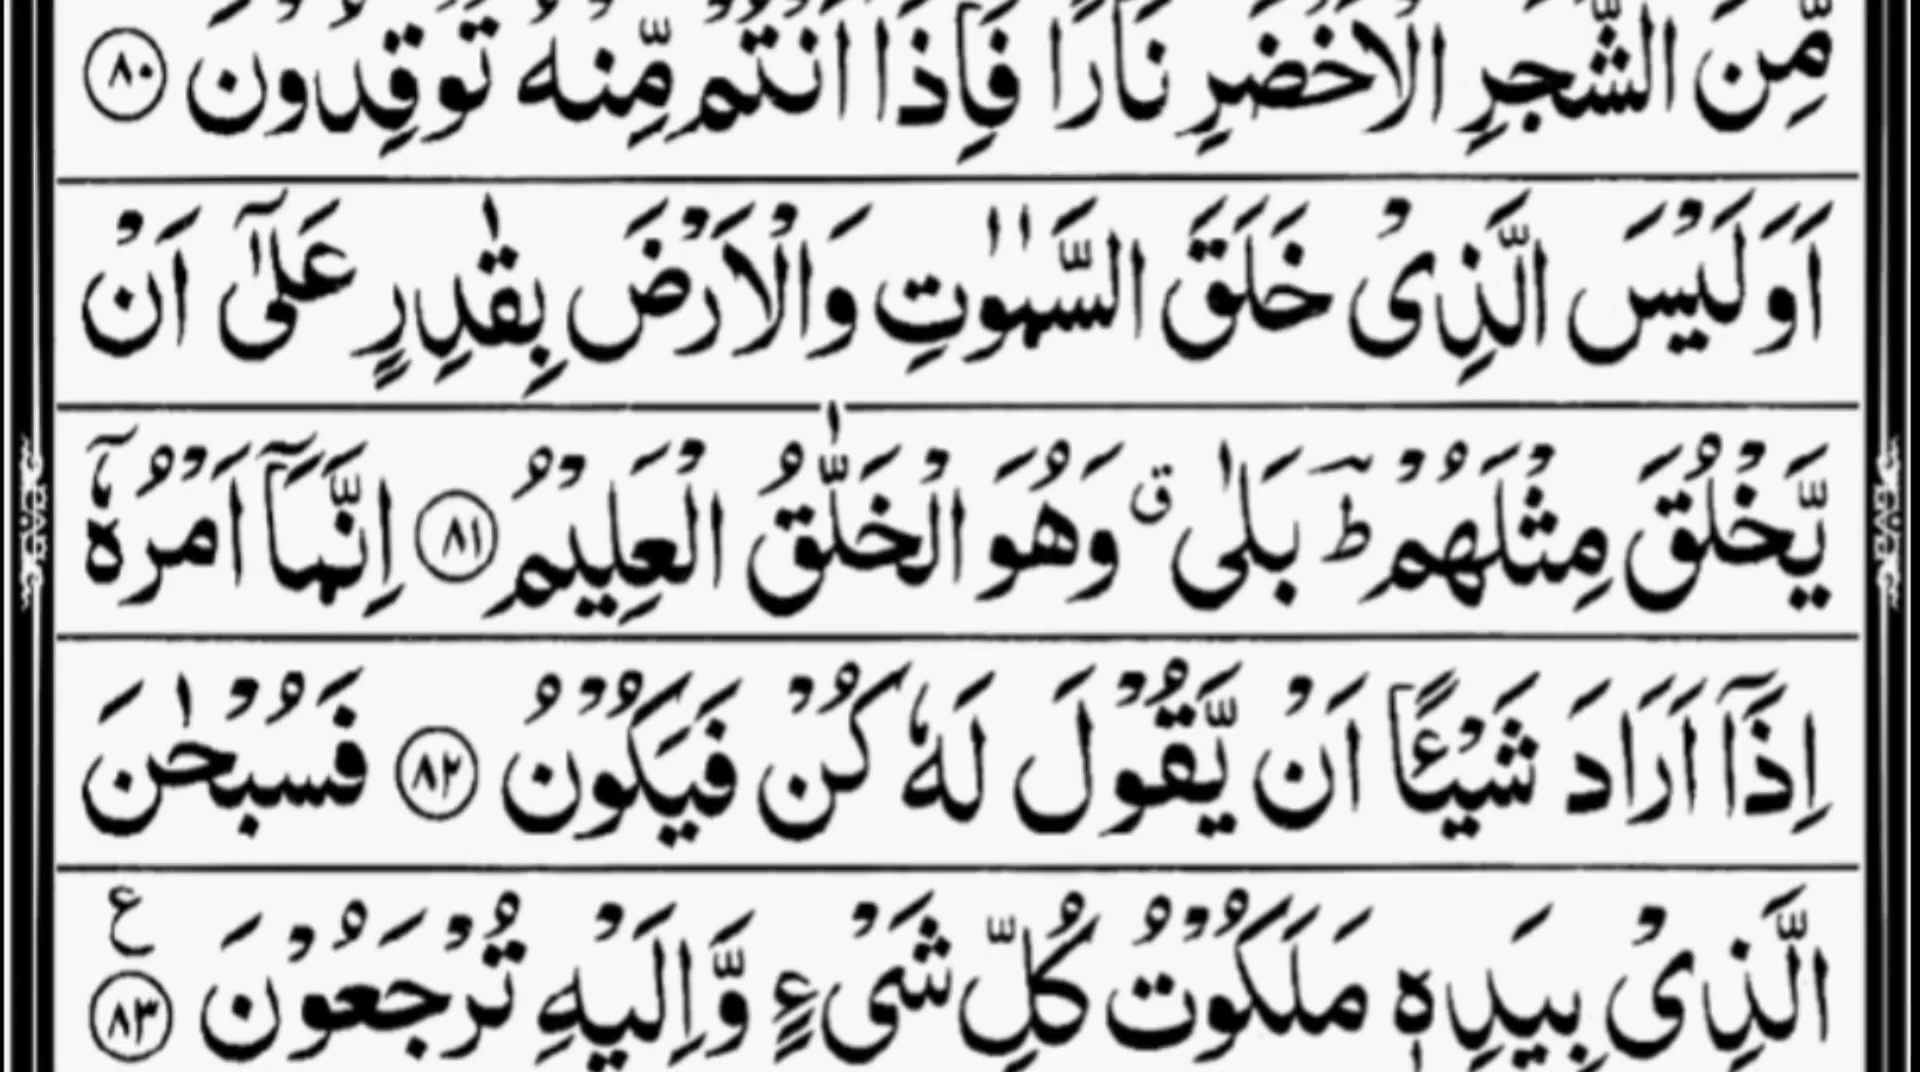 مِّنَ الشَّجَرِ الْاَخْضَرِ نَارًا فَاِذَاۤ اَنْتُمْ مِّنْهُ تُوْقِدُوْنَ ﴿۸۰﴾
اَوَلَيْسَ الَّذِیْ خَلَقَ السَّمٰوٰتِ وَالْاَرْضَ بِقٰدِرٍ عَلٰۤی اَنْ
يَّخْلُقَ مِثْلَهُمْ ؕ بَلٰی ۗ وَهُوَ الْخَلّٰقُ الْعَلِيْمُ ﴿۸۱﴾ اِنَّمَاۤ اَمْرُهٗۤ
اِذَاۤ اَرَادَ شَيْـًٔا اَنْ يَّقُوْلَ لَهٗ كُنْ فَيَكُوْنُ ﴿۸۲﴾ فَسُبْحٰنَ
الَّذِیْ بِيَدِهٖ مَلَكُوْتُ كُلِّ شَیْءٍ وَّاِلَيْهِ تُرْجَعُوْنَ ﴿۸۳﴾ ع